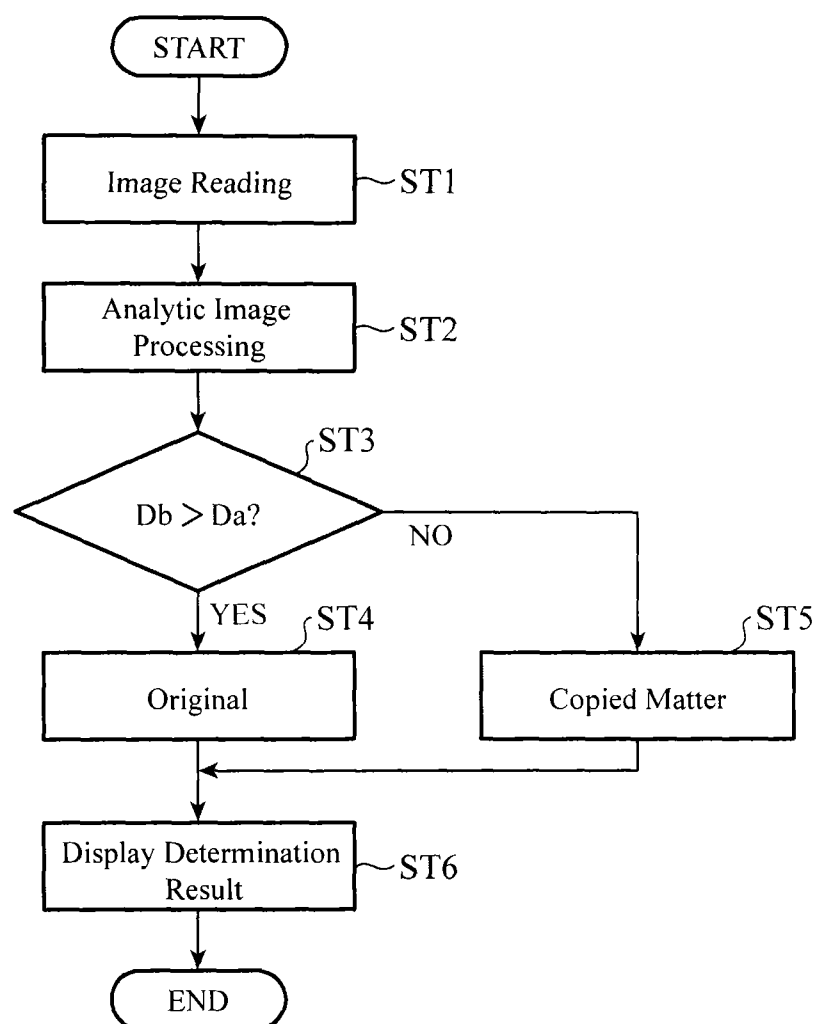 START
Image Reading
ST1
Analytic Image
Processing
ST2
ST3
Db > Da?
NO
YES
ST4
ST5
Original
Copied Matter
Display Determination
Result
ST6
END